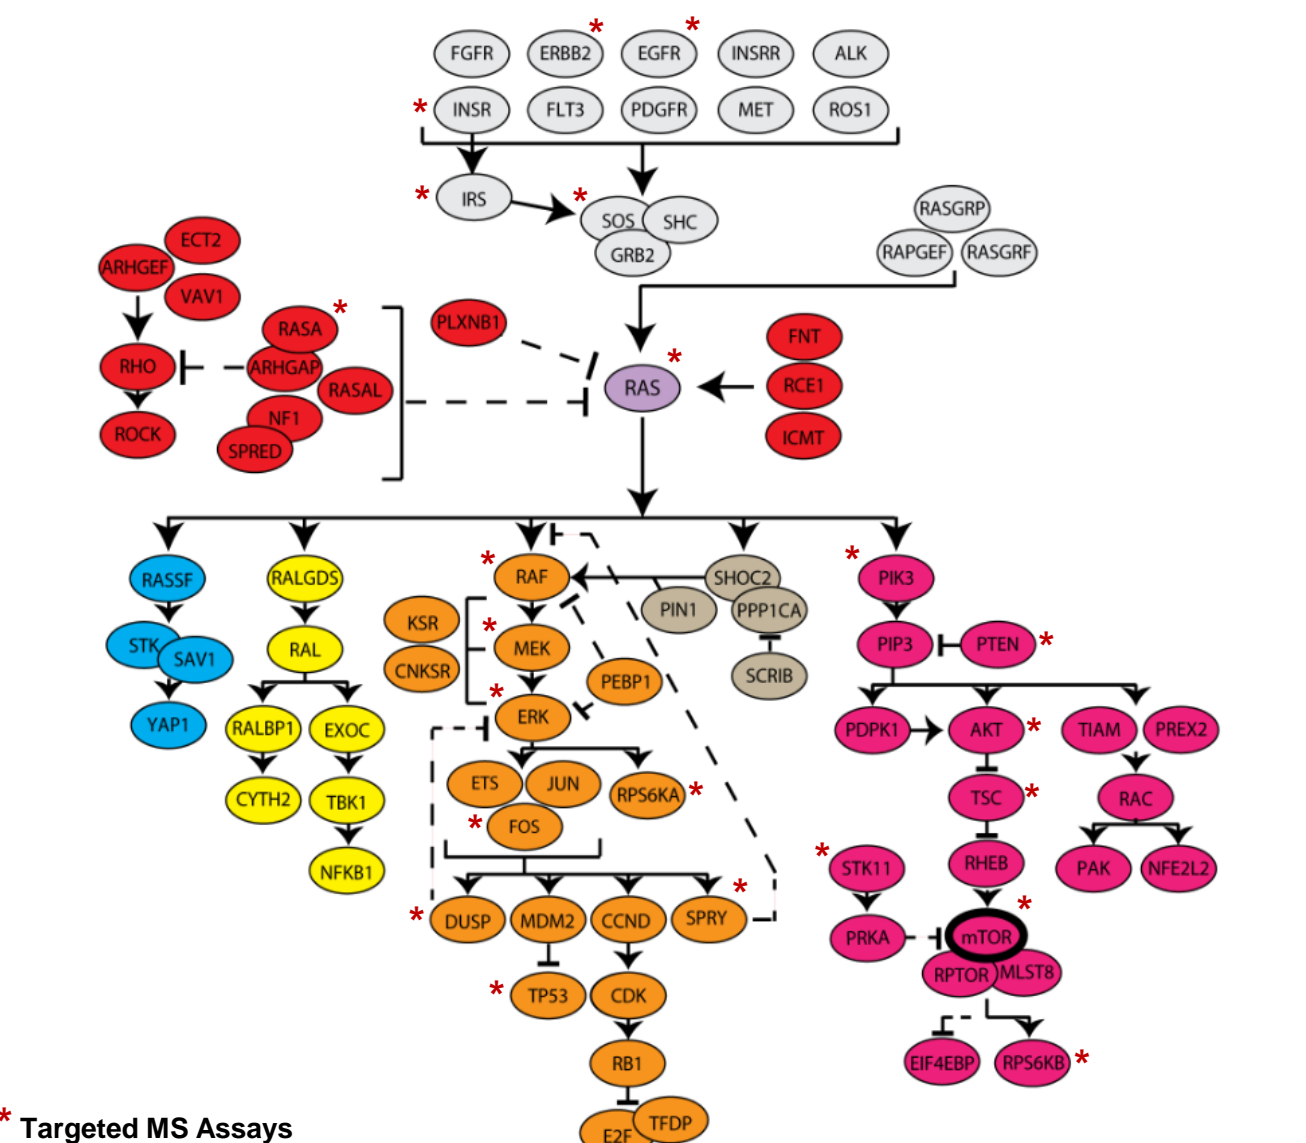 FGFR ERBB2 * EGFR * INSRR ALK
* INSR FLT3 PDGFR MET ROS1
* IRS * SOS SHC
GRB2
RASGRP
RAPGEF RASGRF
ECT2
ARHGEF
VAV1
RASA *
RHO ARHGAP
RASAL
ROCK NF1
SPRED
PLXNB1
RAS *
FNT
RCE1
ICMT
RASSF RALGDS * RAF SHOC2 * PIK3
PIN1 PPP1CA
KSR
STK SAV1 RAL * MEK PIP3 PTEN *
CNKSR
PEBP1 SCRIB
YAP1 RALBP1 EXOC * ERK PDPK1 AKT * TIAM PREX2
ETS JUN RPS6KA *
CYTH2 TBK1 TSC * RAC
* FOS
NFKB1 * STK11 RHEB PAK NFE2L2
* DUSP MDM2 CCND SPRY *
PRKA mTOR *
RPTOR MLST8
* TP53 CDK
RB1 EIF4EBP RPS6KB *
E2F TFDP
* Targeted MS Assays